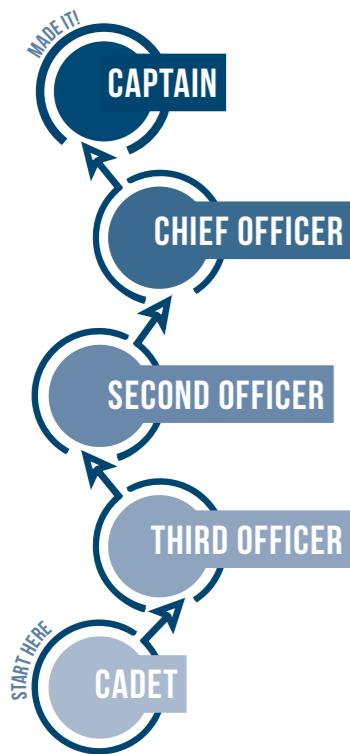 MADE IT!
CAPTAIN
CHIEF OFFICER
SECOND OFFICER
THIRD OFFICER
START HERE
CADET